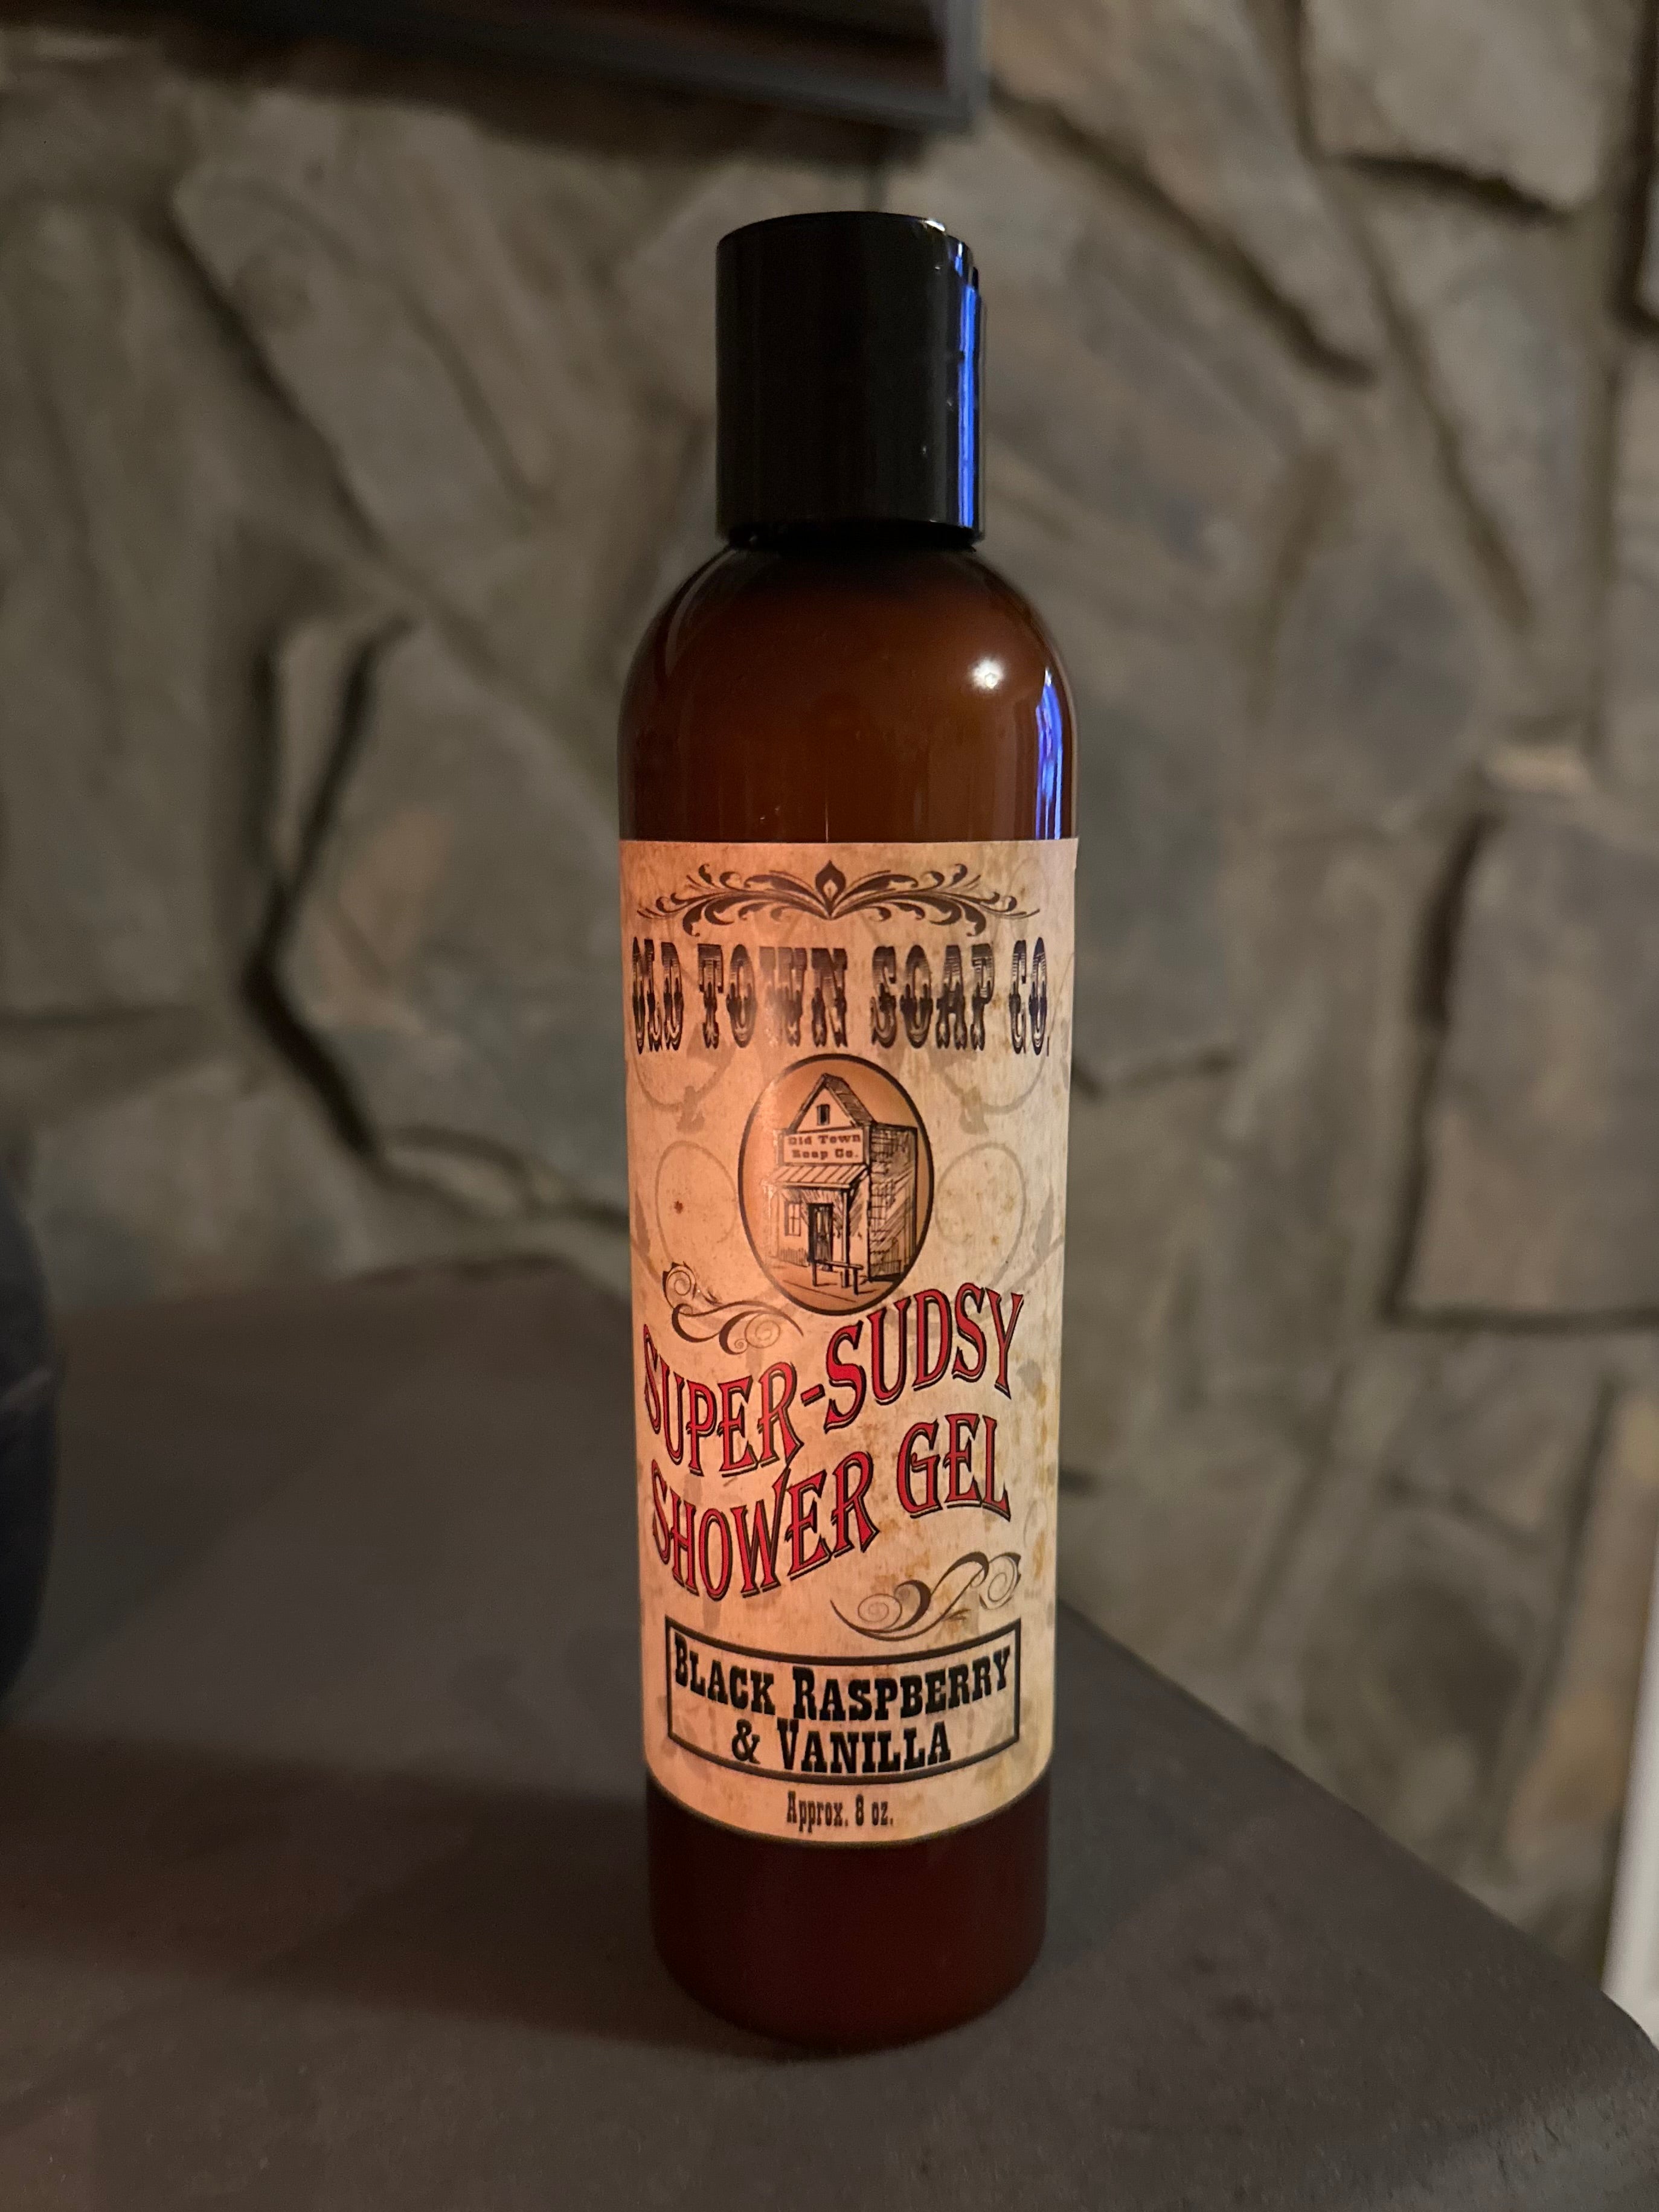 OLD TOWN SOAP CO.
Old Town
Soap Co.
SUPER-SUDSY
SHOWER GEL
BLACK RASPBERRY
& VANILLA
Approx. 8 oz.